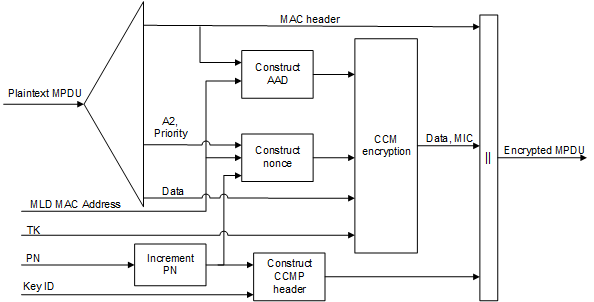 MAC header
Construct
AAD
Plaintext MPDU
A2,
Priority
Construct
nonce
CCM
encryption
Data, MIC
||
Encrypted MPDU
Data
MLD MAC Address
TK
PN
Increment
PN
Construct
CCMP
header
Key ID